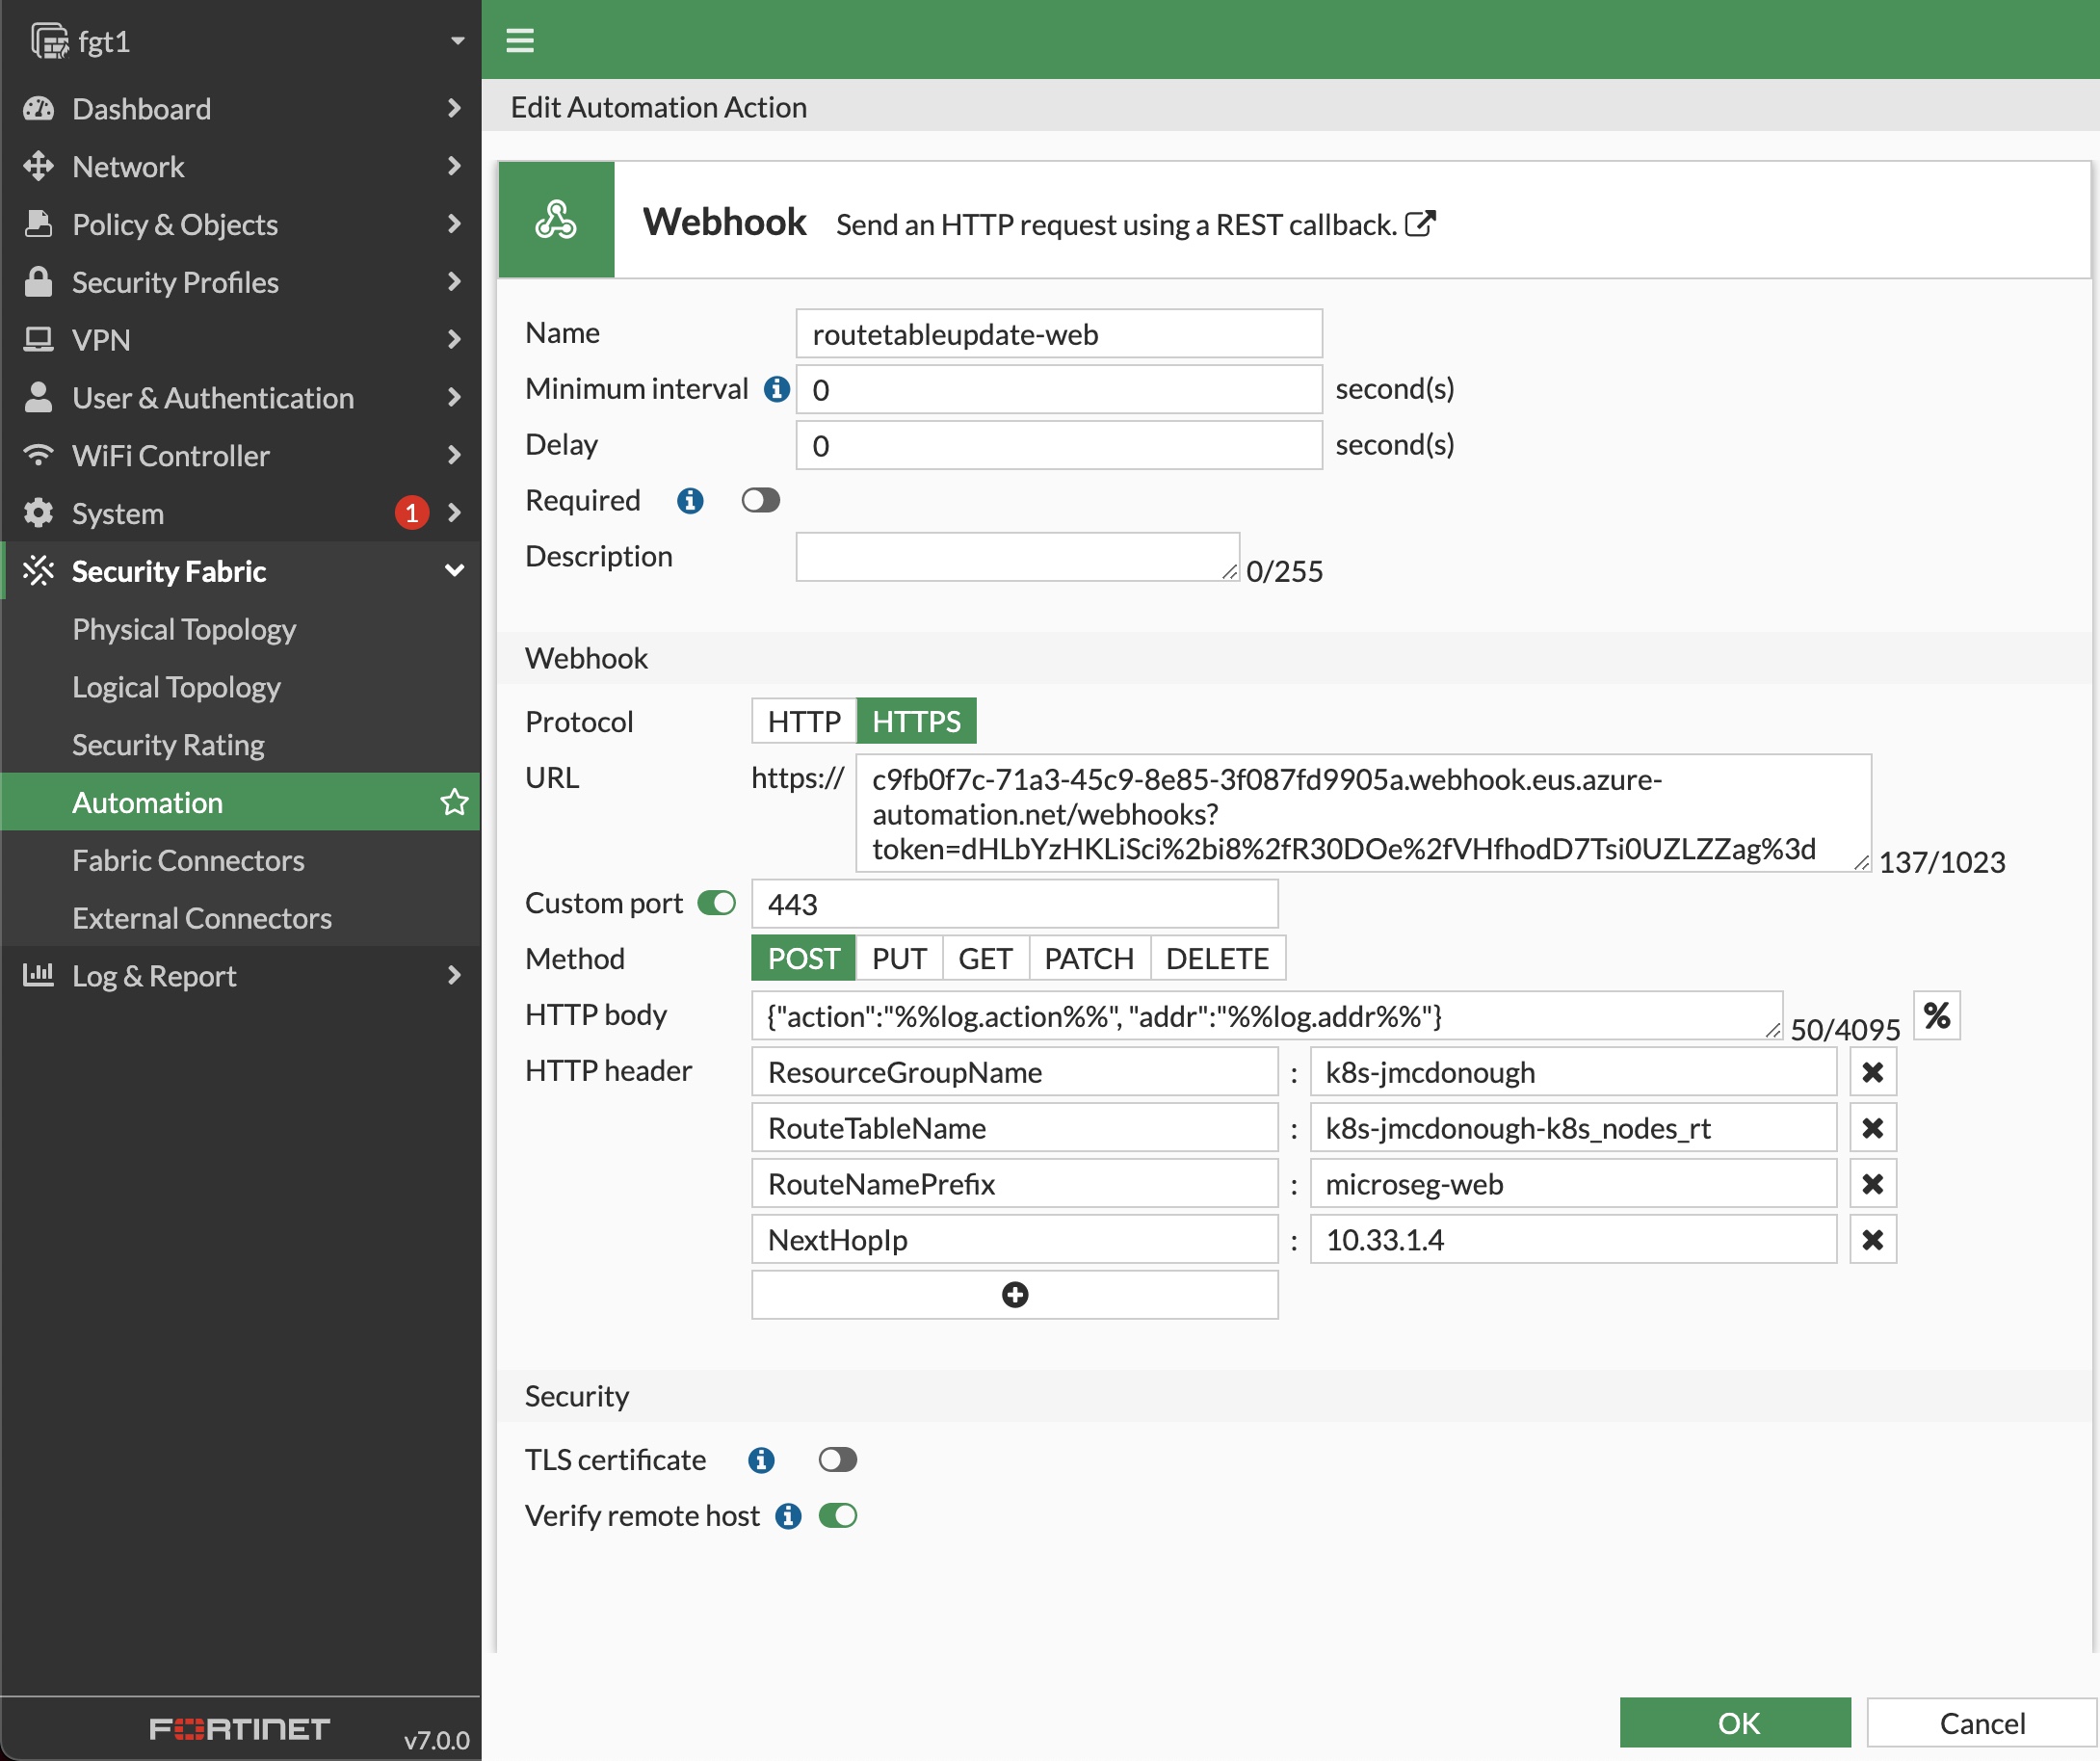 fgt1
Dashboard
Network
Policy & Objects
Security Profiles
VPN
User & Authentication
WiFi Controller
System 1
Security Fabric
Physical Topology
Logical Topology
Security Rating
Automation
Fabric Connectors
External Connectors
Log & Report
FORTINET v7.0.0
Edit Automation Action
Webhook Send an HTTP request using a REST callback.
Name routetableupdate-web
Minimum interval 0 second(s)
Delay 0 second(s)
Required
Description 0/255
Webhook
Protocol HTTP HTTPS
URL https:// c9fb0f7c-71a3-45c9-8e85-3f087fd9905a.webhook.eus.azure-
automation.net/webhooks?
token=dHLbYzHKLiSci%2bi8%2fR30DOe%2fVHfhodD7Tsi0UZLZZag%3d 137/1023
Custom port 443
Method POST PUT GET PATCH DELETE
HTTP body {"action":"%%log.action%%", "addr":"%%log.addr%%"} 50/4095 %
HTTP header ResourceGroupName : k8s-jmcdonough
RouteTableName : k8s-jmcdonough-k8s_nodes_rt
RouteNamePrefix : microseg-web
NextHopIp : 10.33.1.4
Security
TLS certificate
Verify remote host
OK Cancel